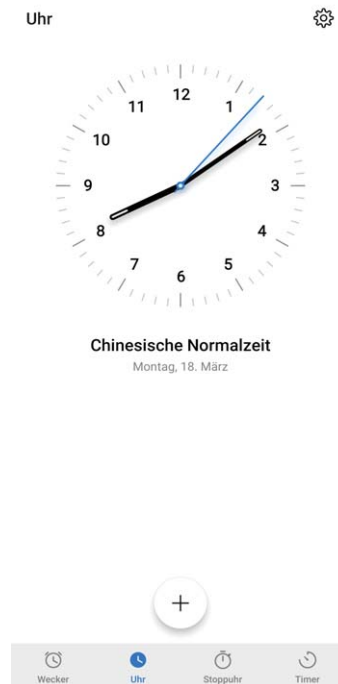 Uhr
12
11
1
10
2
9
3
8
4
7
5
6
Chinesische Normalzeit
Montag, 18. März
Wecker
Uhr
Stoppuhr
Timer